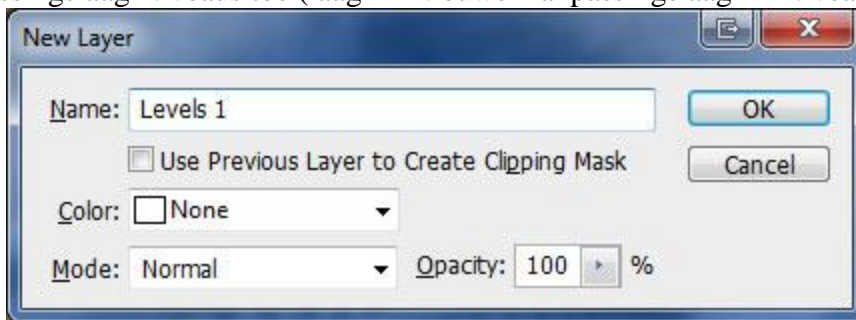 New Layer
Name: Levels 1
OK
Use Previous Layer to Create Clipping Mask
Cancel
Color: None
Mode: Normal
Opacity: 100 %